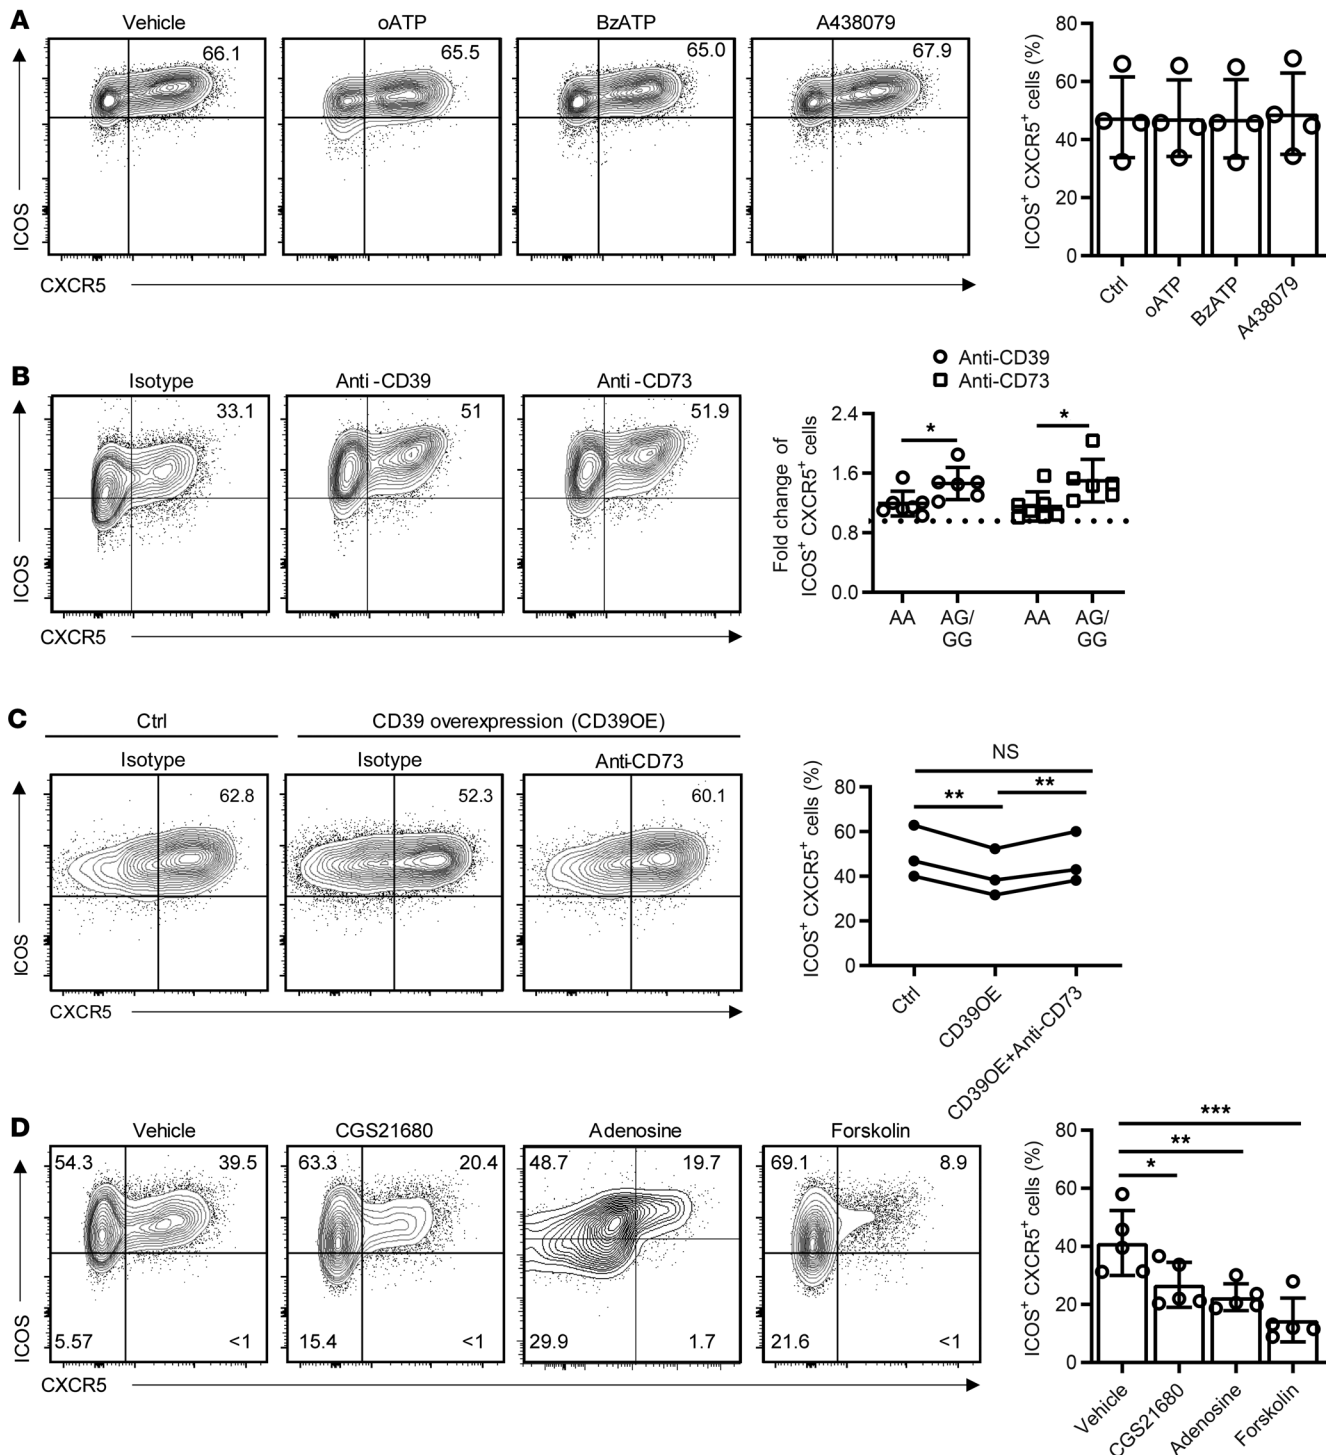 A
Vehicle
oATP
BzATP
A438079
66.1
65.5
65.0
67.9
ICOS
CXCR5
ICOS+ CXCR5+ cells (%)
80
60
40
20
0
Ctrl
oATP
BzATP
A438079
B
Isotype
Anti-CD39
Anti-CD73
33.1
51
51.9
ICOS
CXCR5
Anti-CD39
Anti-CD73
Fold change of
ICOS+ CXCR5+ cells
2.4
1.6
0.8
0.0
*
*
AA
AG/
GG
AA
AG/
GG
C
Ctrl
CD39 overexpression (CD39OE)
Isotype
Isotype
Anti-CD73
62.8
52.3
60.1
ICOS
CXCR5
ICOS+ CXCR5+ cells (%)
80
60
40
20
0
NS
**
**
Ctrl
CD39OE
CD39OE+Anti-CD73
D
Vehicle
CGS21680
Adenosine
Forskolin
54.3
39.5
63.3
20.4
48.7
19.7
69.1
8.9
5.57
<1
15.4
<1
29.9
1.7
21.6
<1
ICOS
CXCR5
ICOS+ CXCR5+ cells (%)
80
60
40
20
0
***
**
*
Vehicle
CGS21680
Adenosine
Forskolin